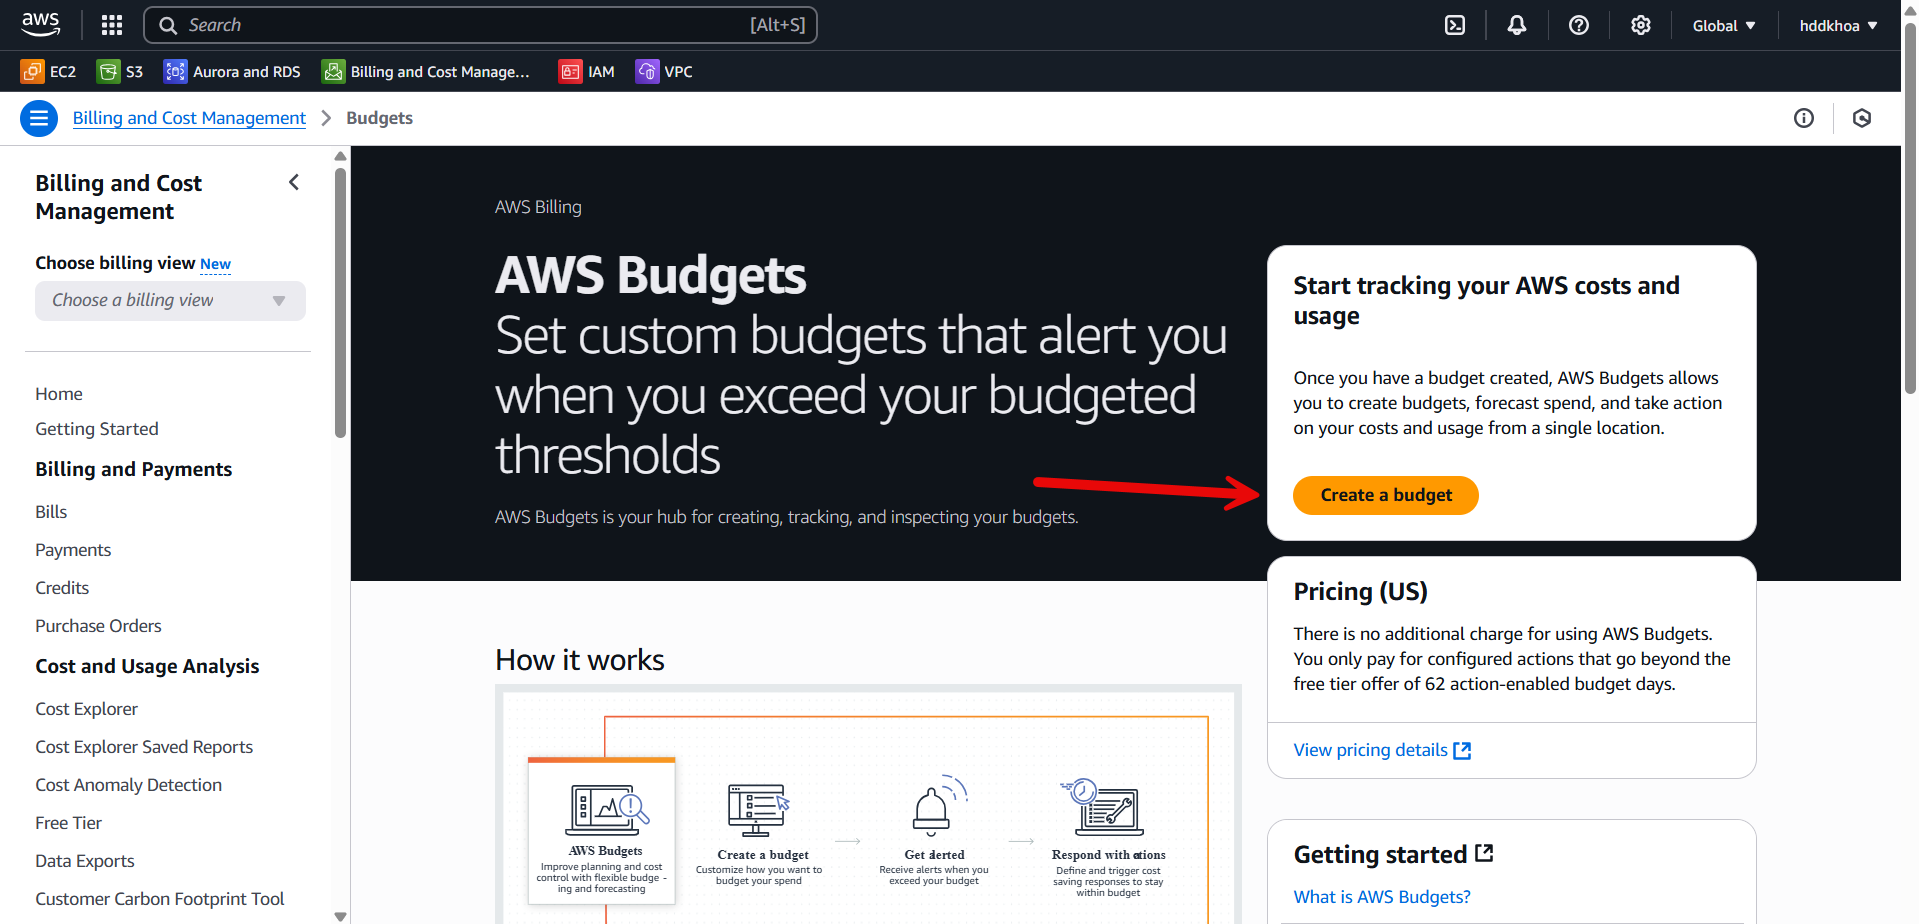 aws
Search
[Alt+S]
Global
hddkhoa
EC2
S3
Aurora and RDS
Billing and Cost Manage...
IAM
VPC
Billing and Cost Management
Budgets
Billing and Cost
Management
Choose billing view New
Choose a billing view
Home
Getting Started
Billing and Payments
Bills
Payments
Credits
Purchase Orders
Cost and Usage Analysis
Cost Explorer
Cost Explorer Saved Reports
Cost Anomaly Detection
Free Tier
Data Exports
Customer Carbon Footprint Tool
AWS Billing
AWS Budgets
Set custom budgets that alert you
when you exceed your budgeted
thresholds
AWS Budgets is your hub for creating, tracking, and inspecting your budgets.
Start tracking your AWS costs and
usage
Once you have a budget created, AWS Budgets allows
you to create budgets, forecast spend, and take action
on your costs and usage from a single location.
Create a budget
Pricing (US)
There is no additional charge for using AWS Budgets.
You only pay for configured actions that go beyond the
free tier offer of 62 action-enabled budget days.
View pricing details
Getting started
What is AWS Budgets?
How it works
AWS Budgets
Improve planning and cost
control with flexible budge -
ing and forecasting
Create a budget
Customize how you want to
budget your spend
Get alerted
Receive alerts when you
exceed your budget
Respond with actions
Define and trigger cost
saving responses to stay
within budget